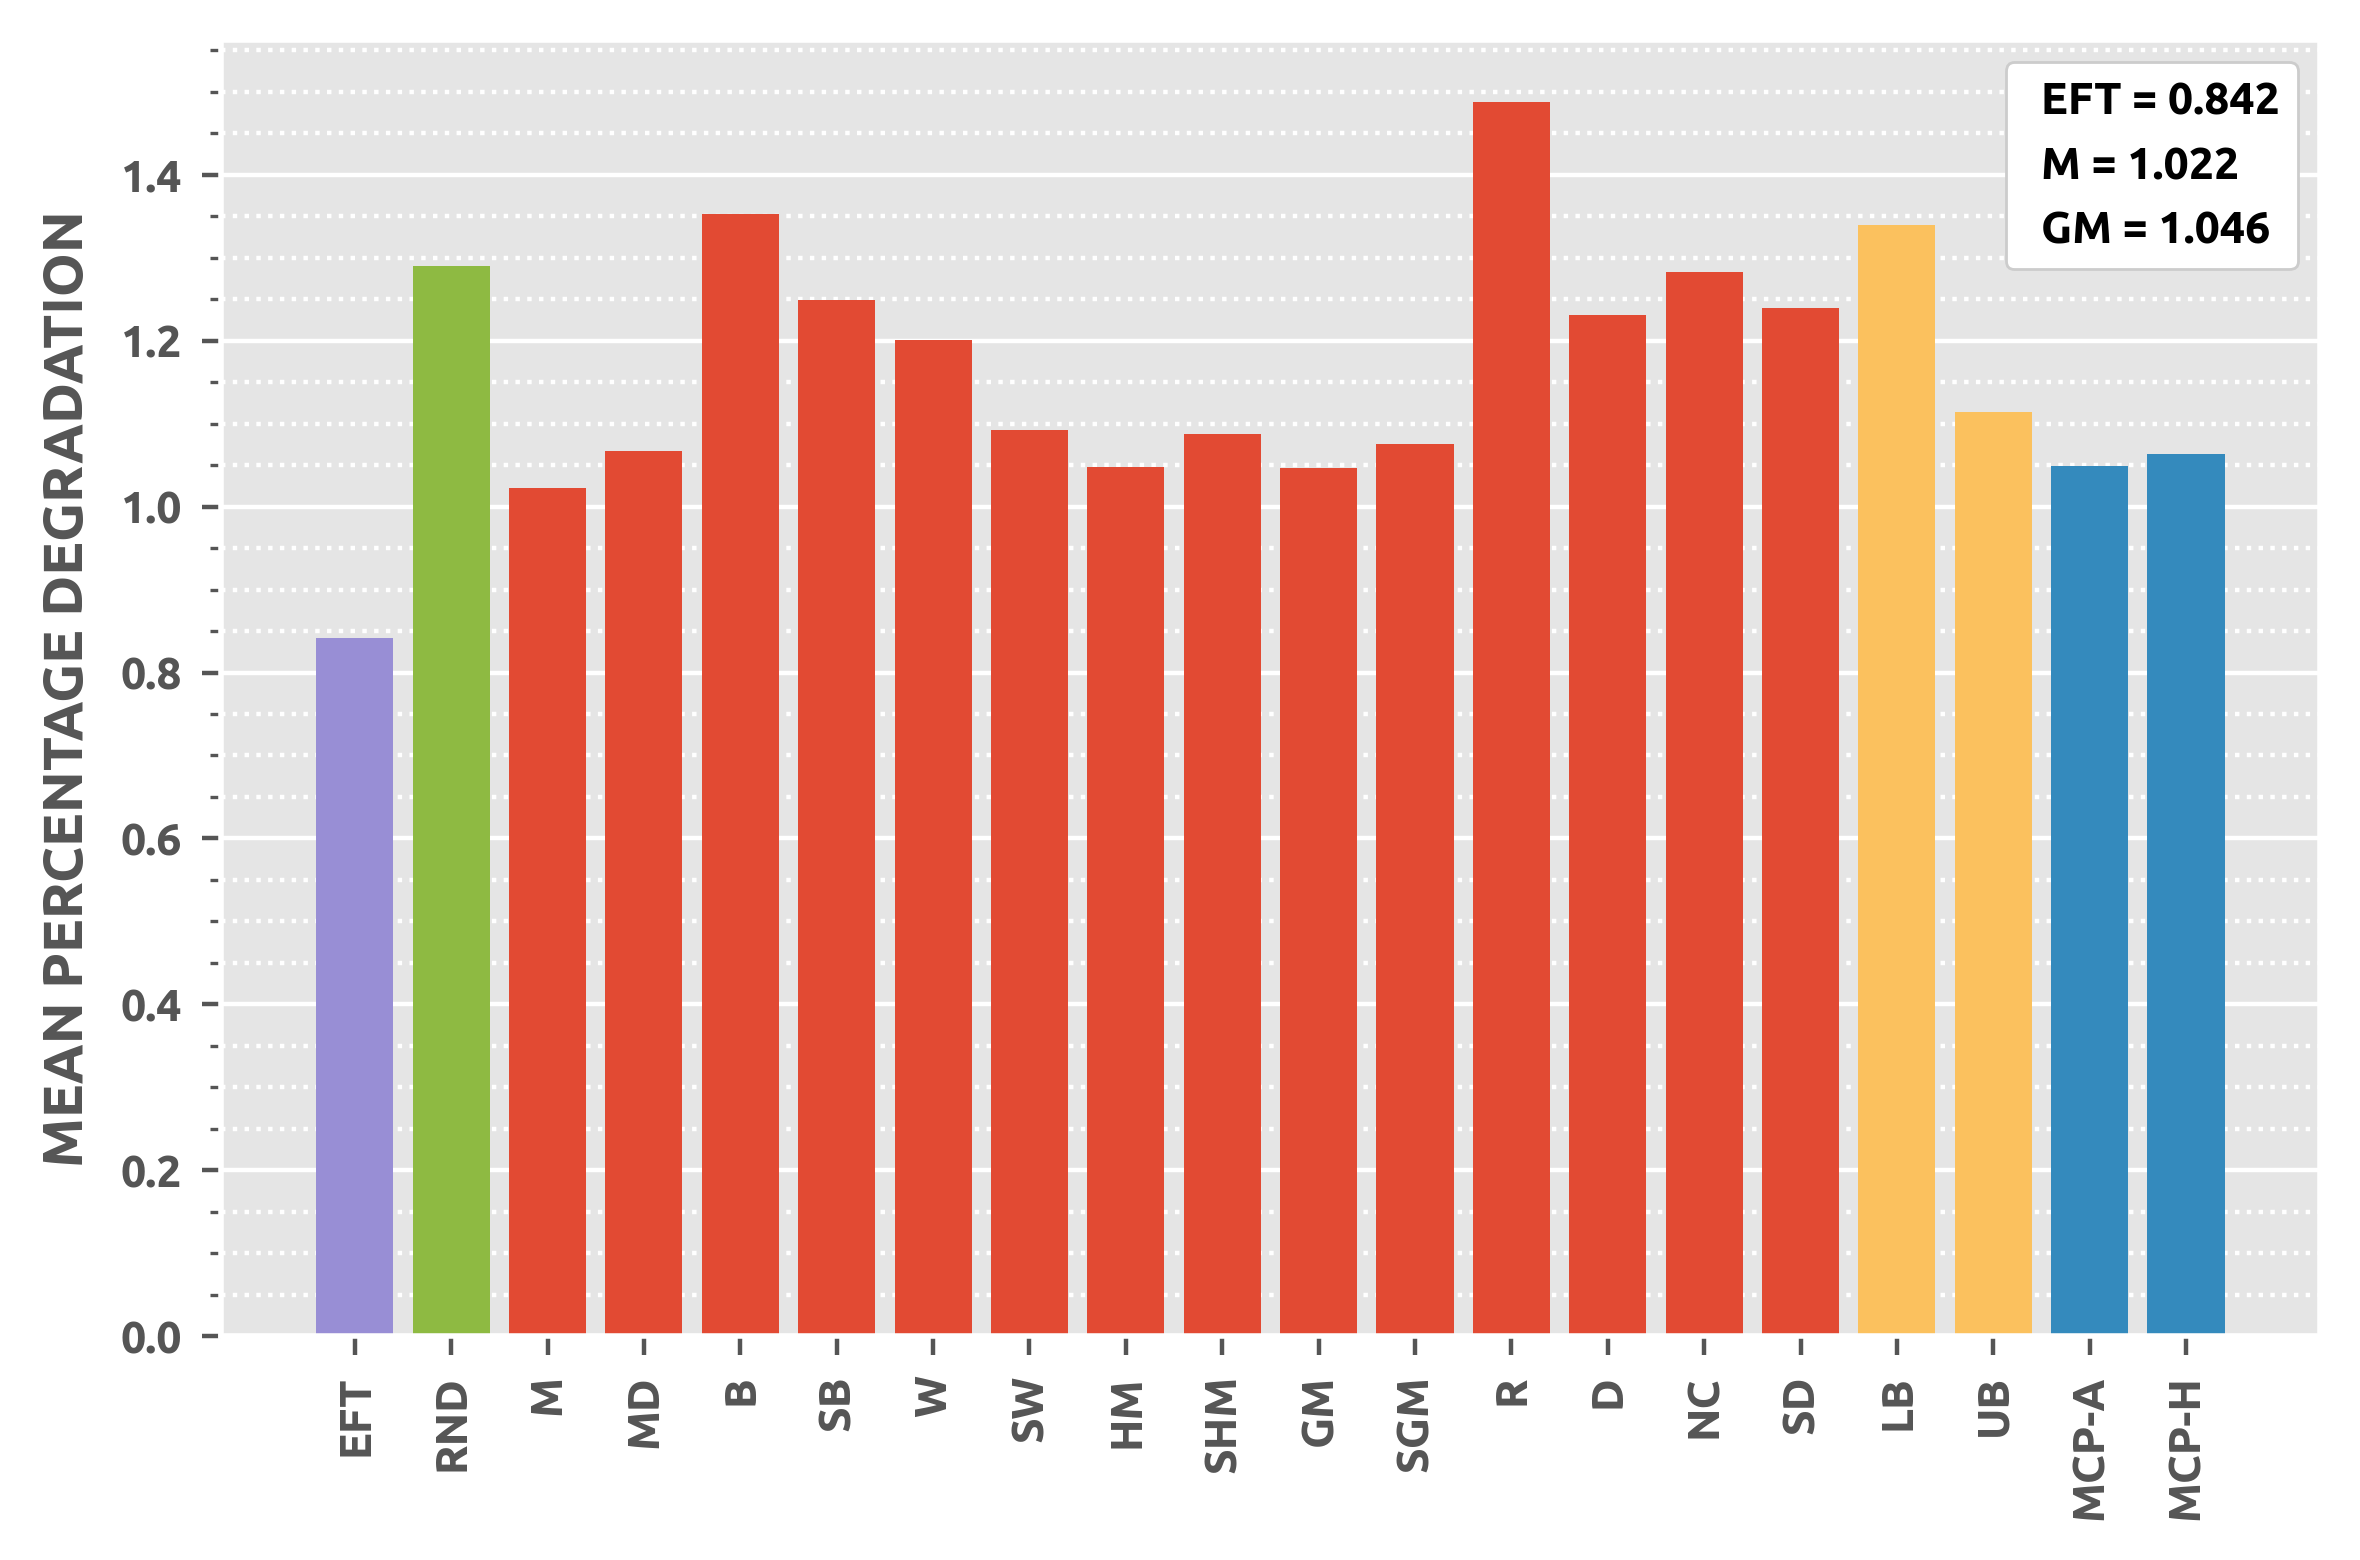 MEAN PERCENTAGE DEGRADATION
1.4
1.2
1.0
0.8
0.6
0.4
0.2
0.0
EFT = 0.842
M = 1.022
GM = 1.046
EFT
RND
M
MD
B
SB
W
SW
HM
SHM
GM
SGM
R
D
NC
SD
LB
UB
MCP-A
MCP-H